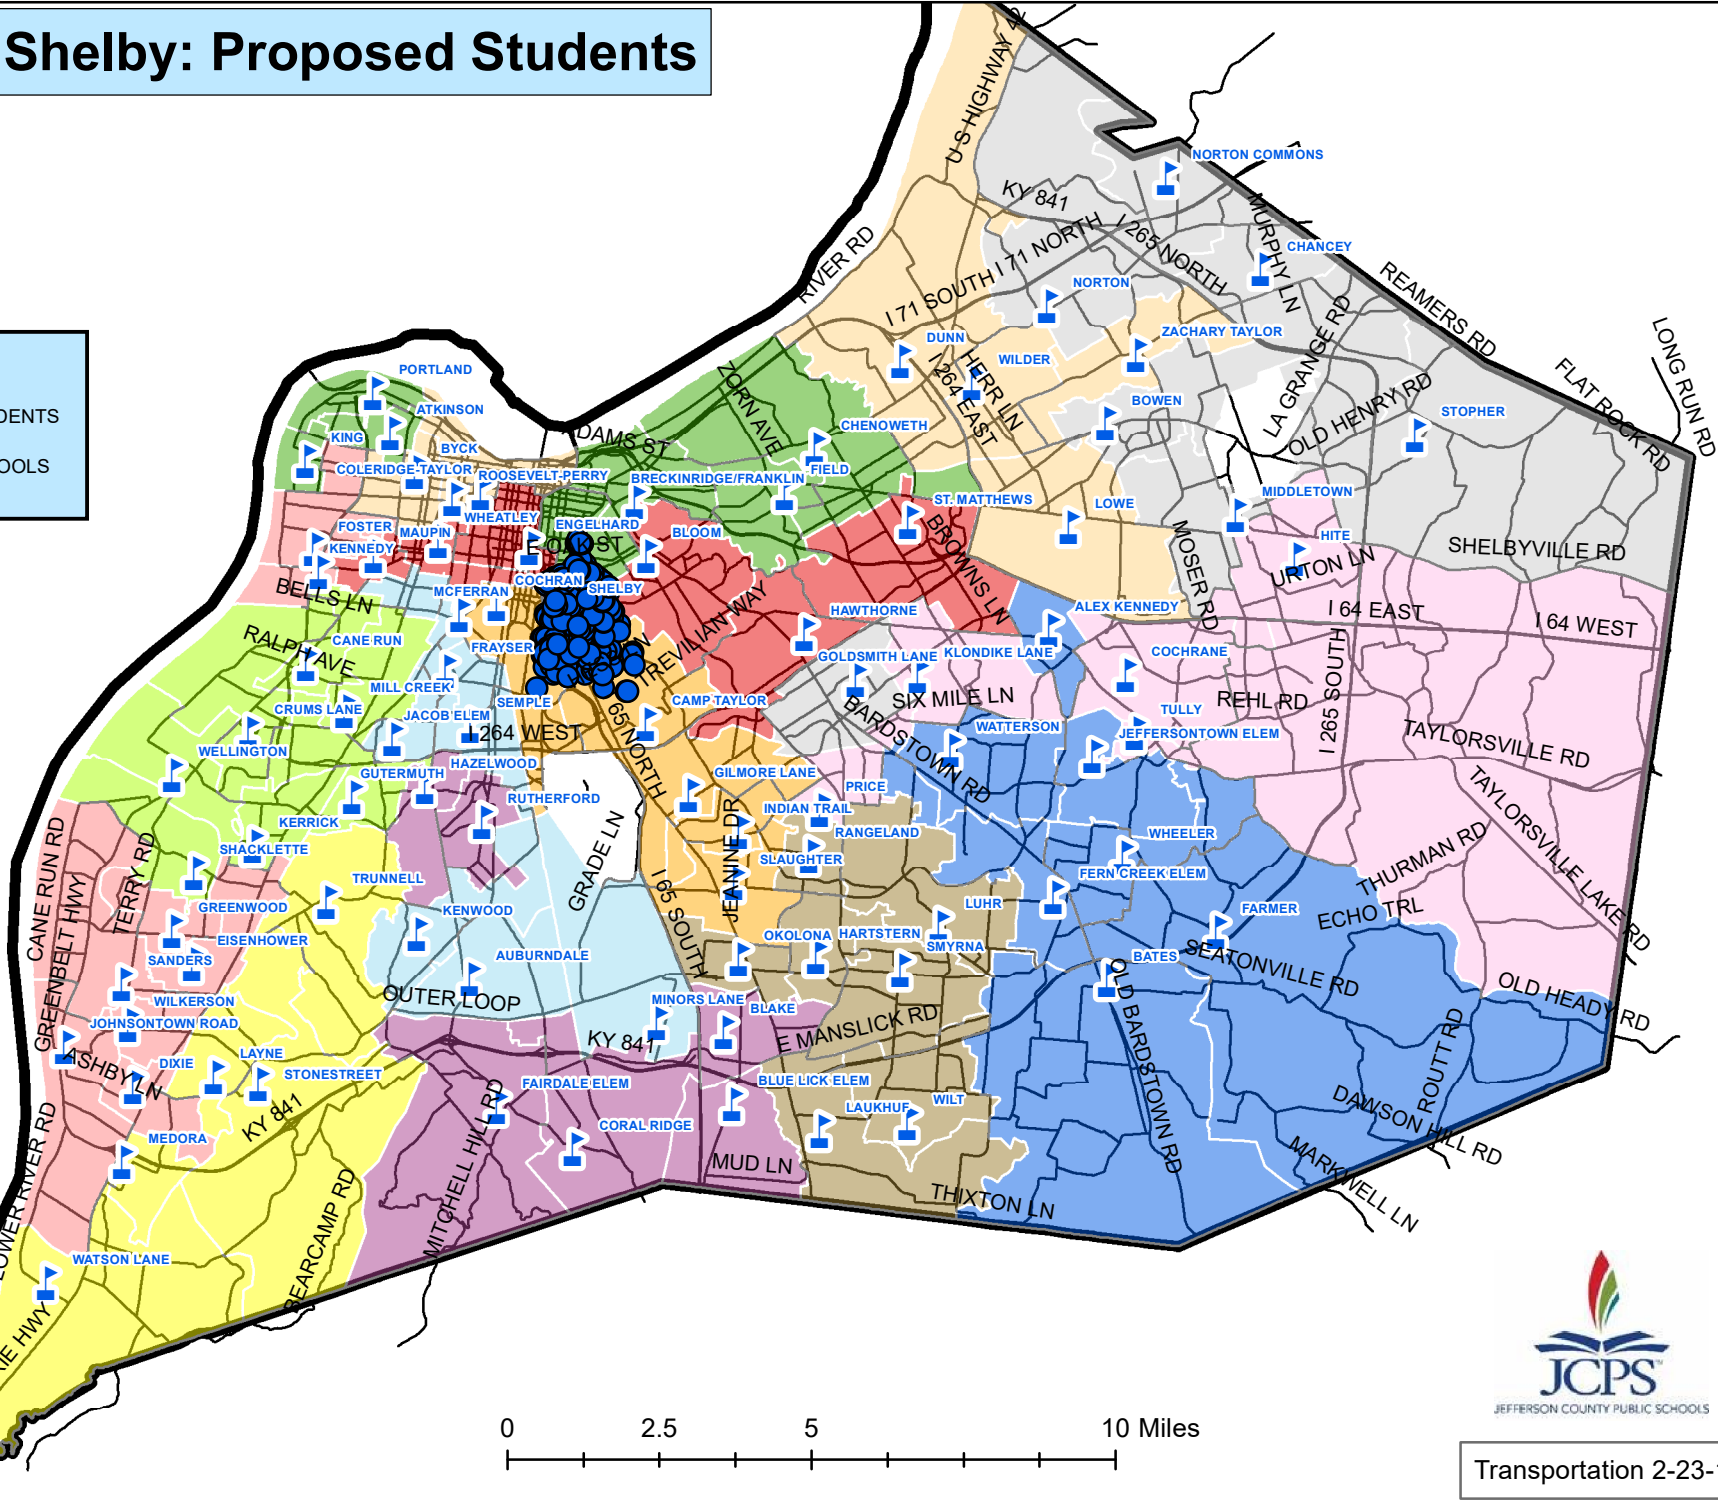 Shelby: Proposed Students
DENTS
OOLS
U S HIGHWAY 42
NORTON COMMONS
KY 841
I 265 NORTH
MURPHY LN
CHANCEY
RIVER RD
I 71 SOUTH
I 71 NORTH
NORTON
REAMERS RD
LONG RUN RD
FLAT ROCK RD
LA GRANGE RD
OLD HENRY RD
ZACHARY TAYLOR
DUNN
WILDER
HERR LN
I 264 EAST
BOWEN
STOPHER
PORTLAND
ATKINSON
KING
BYCK
COLERIDGE-TAYLOR
ROOSEVELT-PERRY
ZORN AVE
CHENOWETH
FIELD
BRECKINRIDGE/FRANKLIN
ST. MATTHEWS
LOWE
MIDDLETOWN
HITE
FOSTER
MAUPIN
WHEATLEY
ENGELHARD
E OAK ST
BLOOM
KENNEDY
BROWNS LN
MOSER RD
URTON LN
SHELBYVILLE RD
BELLS LN
MCFERRAN
COCHRAN
SHELBY
TREVILIAN WAY
HAWTHORNE
ALEX KENNEDY
I 64 EAST
I 64 WEST
RALPH AVE
CANE RUN
FRAYSER
GOLDSMITH LANE
KLONDIKE LANE
COCHRANE
I 265 SOUTH
MILL CREEK
SEMPLE
CAMP TAYLOR
SIX MILE LN
REHL RD
CRUMS LANE
JACOB ELEM
I 264 WEST
65 NORTH
BARDSTOWN RD
WATTERSON
TULLY
JEFFERSONTOWN ELEM
TAYLORSVILLE RD
WELLINGTON
GUTERMUTH
HAZELWOOD
GILMORE LANE
PRICE
RUTHERFORD
INDIAN TRAIL
RANGELAND
WHEELER
TAYLORSVILLE LAKE RD
KERRICK
SHACKLETTE
GRADE LN
JEANINE DR
SLAUGHTER
FERN CREEK ELEM
THURMAN RD
CANE RUN RD
TERRY RD
TRUNNELL
I 65 SOUTH
LUHR
FARMER
ECHO TRL
GREENBELT HWY
GREENWOOD
KENWOOD
EISENHOWER
OKOLONA
HARTSTERN
SMYRNA
SANDERS
AUBURNDALE
BATES
SEATONVILLE RD
OLD HEADY RD
WILKERSON
OUTER LOOP
MINORS LANE
BLAKE
JOHNSONTOWN ROAD
KY 841
E MANSLICK RD
OLD BARDSTOWN RD
ROUTT RD
ASHBY LN
DIXIE
LAYNE
STONESTREET
FAIRDALE ELEM
BLUE LICK ELEM
LAUKHUF
WILT
DAWSON HILL RD
KY 841
MEDORA
CORAL RIDGE
MUD LN
MITCHELL HILL RD
MARKWELL LN
LOWER RIVER RD
BEARCAMP RD
THIXTON LN
WATSON LANE
IE HWY
JCPS
JEFFERSON COUNTY PUBLIC SCHOOLS
0 2.5 5 10 Miles
Transportation 2-23-